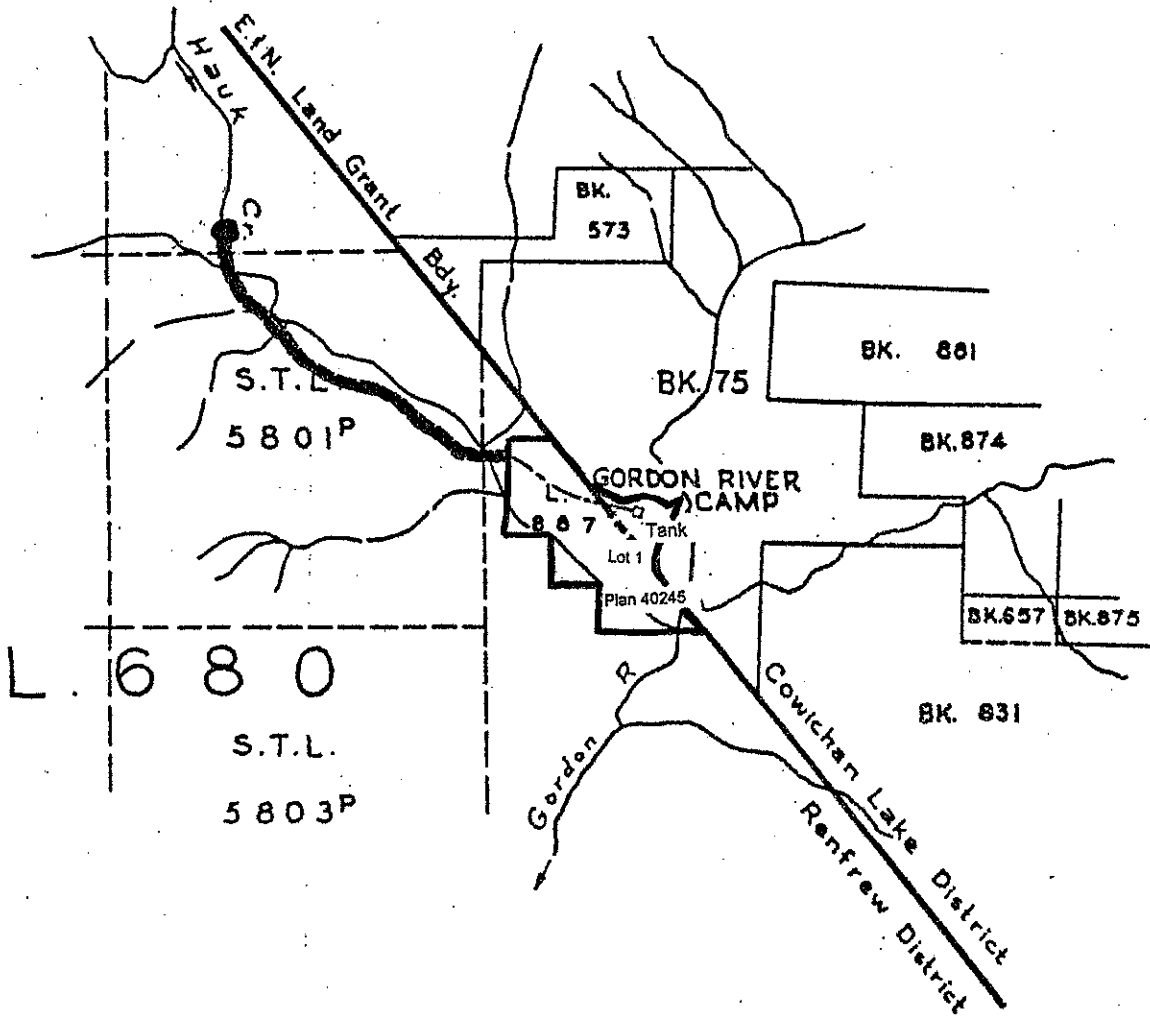 E.&N. Land Grant Bdy.
Hauk Cr.
BK.
573
BK. 881
BK. 75
S.T.L.
5801P
BK.874
GORDON RIVER
CAMP
L.
887
Tank
Lot 1
Plan 40245
BK.657
BK.875
L. 680
Gordon R
BK. 831
S.T.L.
5803P
Cowichan Lake District
Renfrew District